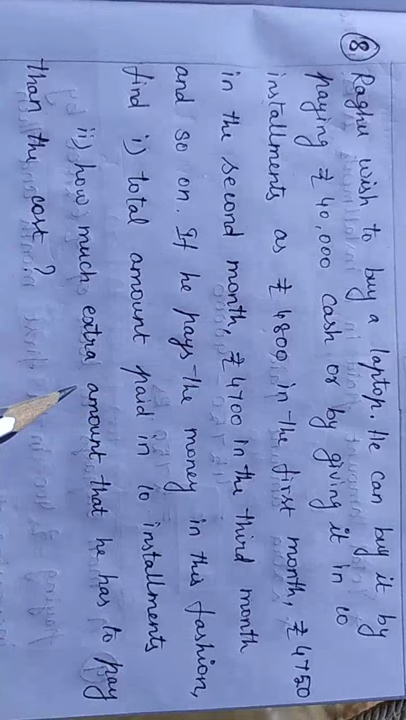 8 Raghu wish to buy a laptop. He can buy it by
paying ₹ 40,000 cash or by giving it in 10
installments as ₹ 4800 in the first month, ₹ 4750
in the second month, ₹ 4700 in the third month
and so on. If he pays the money in this fashion,
find i) total amount paid in 10 installments
ii) how much extra amount that he has to pay
than the cost?